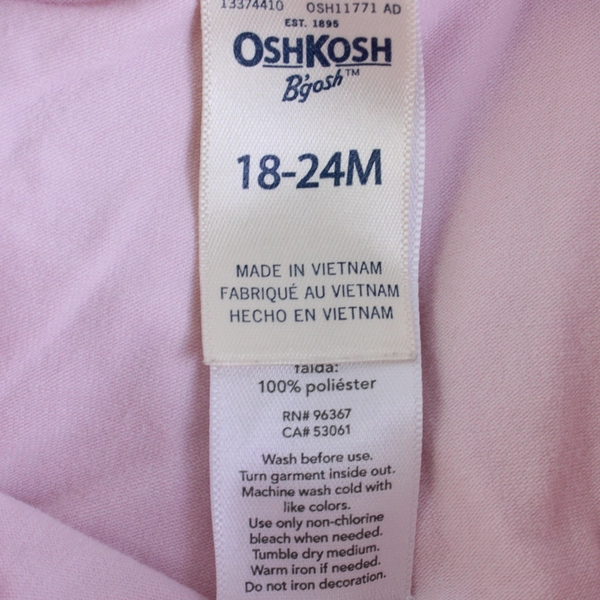 13374410 OSH11771 AD
EST. 1895
OSHKOSH
B'gosh™
18-24M
MADE IN VIETNAM
FABRIQUÉ AU VIETNAM
HECHO EN VIETNAM
falda:
100% poliéster
RN# 96367
CA# 53061
Wash before use.
Turn garment inside out.
Machine wash cold with
like colors.
Use only non-chlorine
bleach when needed.
Tumble dry medium.
Warm iron if needed.
Do not iron decoration.